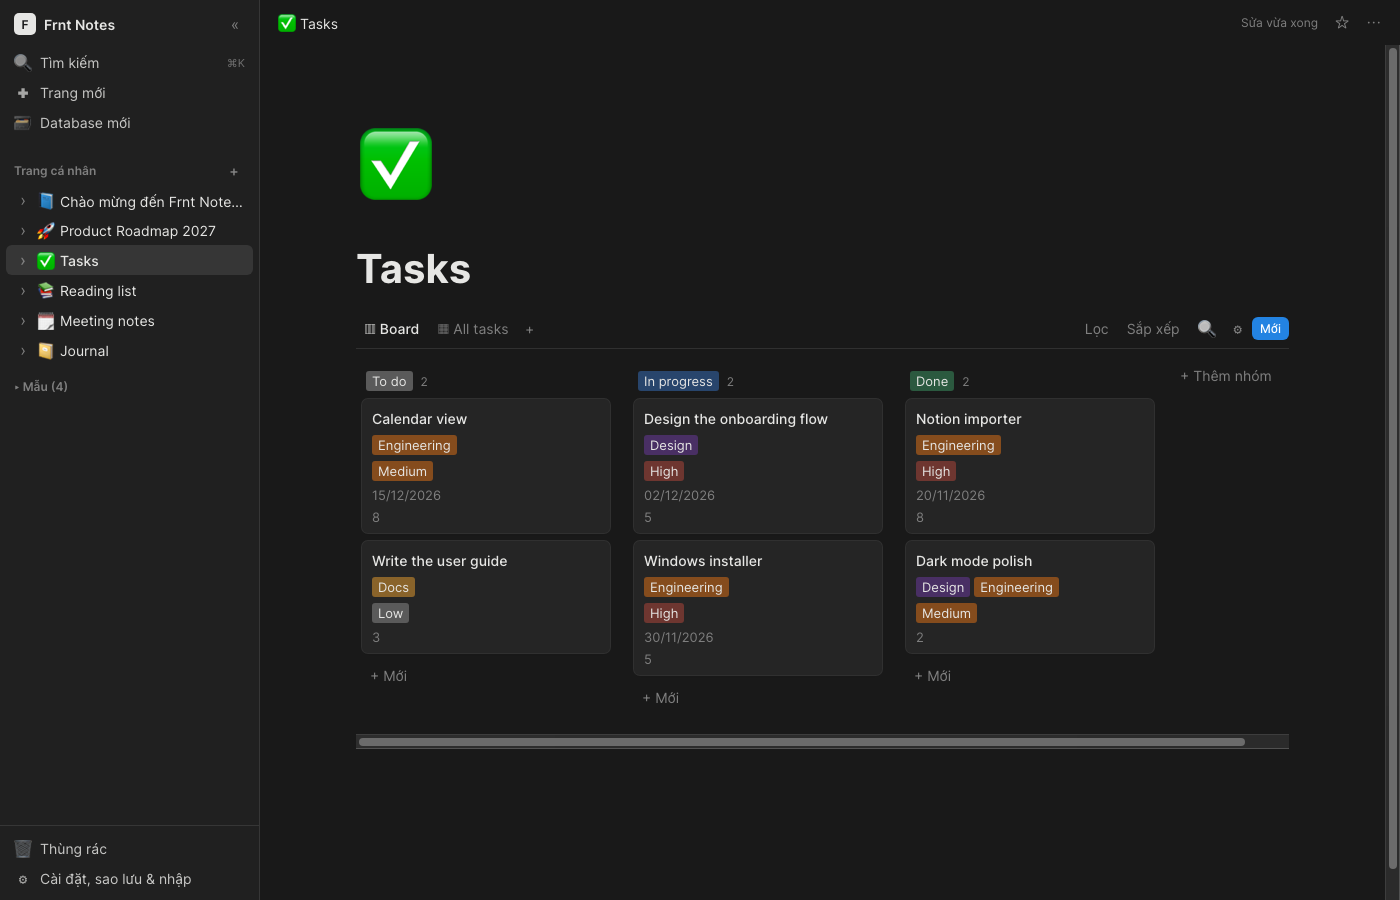 F Frnt Notes «
Tìm kiếm ⌘K
Trang mới
Database mới
Trang cá nhân +
Chào mừng đến Frnt Note...
Product Roadmap 2027
Tasks
Reading list
Meeting notes
Journal
Mẫu (4)
Thùng rác
Cài đặt, sao lưu & nhập
Tasks
Sửa vừa xong
Tasks
Board All tasks +
Lọc Sắp xếp Mới
To do 2
Calendar view
Engineering
Medium
15/12/2026
8
Write the user guide
Docs
Low
3
+ Mới
In progress 2
Design the onboarding flow
Design
High
02/12/2026
5
Windows installer
Engineering
High
30/11/2026
5
+ Mới
Done 2
Notion importer
Engineering
High
20/11/2026
8
Dark mode polish
Design Engineering
Medium
2
+ Mới
+ Thêm nhóm